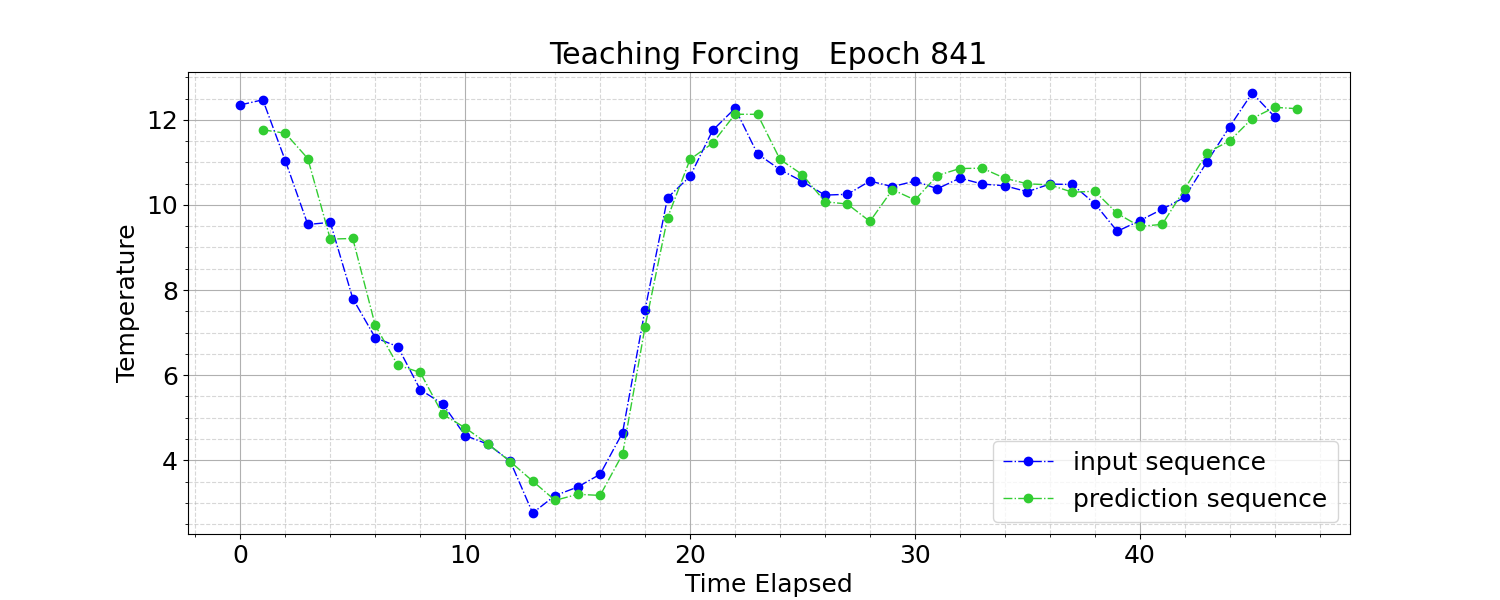 Teaching Forcing   Epoch 841
12
10
8
6
4
Temperature
0 10 20 30 40
Time Elapsed
input sequence
prediction sequence